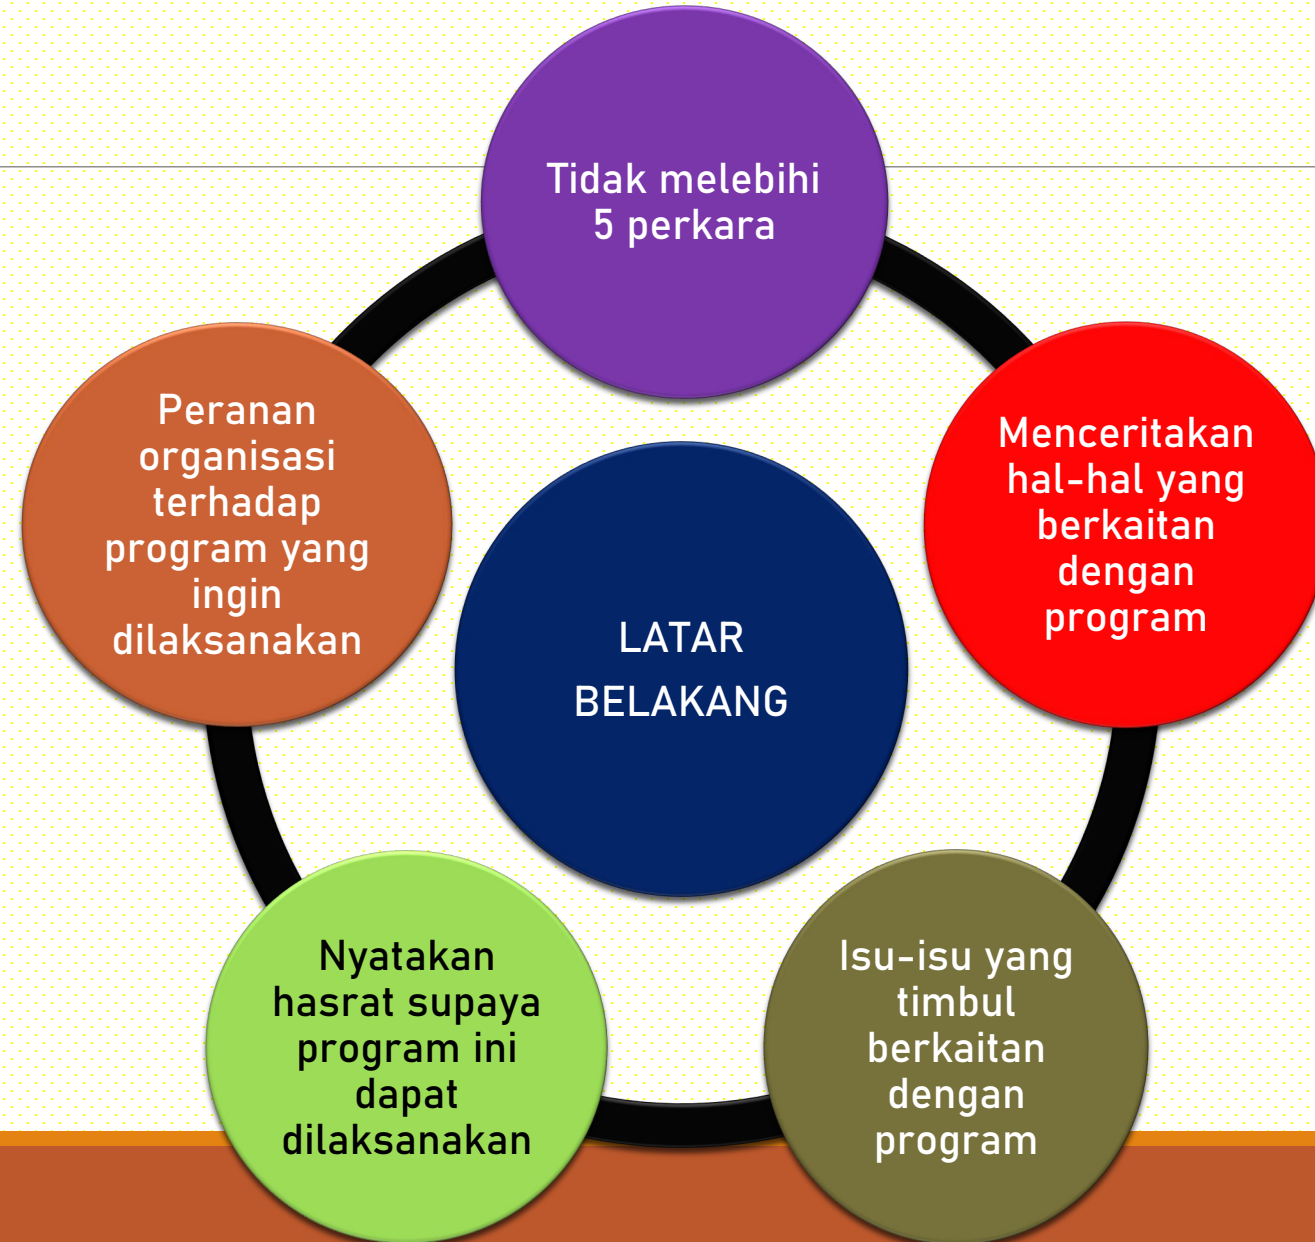 Tidak melebihi
5 perkara
Menceritakan
hal-hal yang
berkaitan
dengan
program
Isu-isu yang
timbul
berkaitan
dengan
program
Nyatakan
hasrat supaya
program ini
dapat
dilaksanakan
Peranan
organisasi
terhadap
program yang
ingin
dilaksanakan
LATAR
BELAKANG